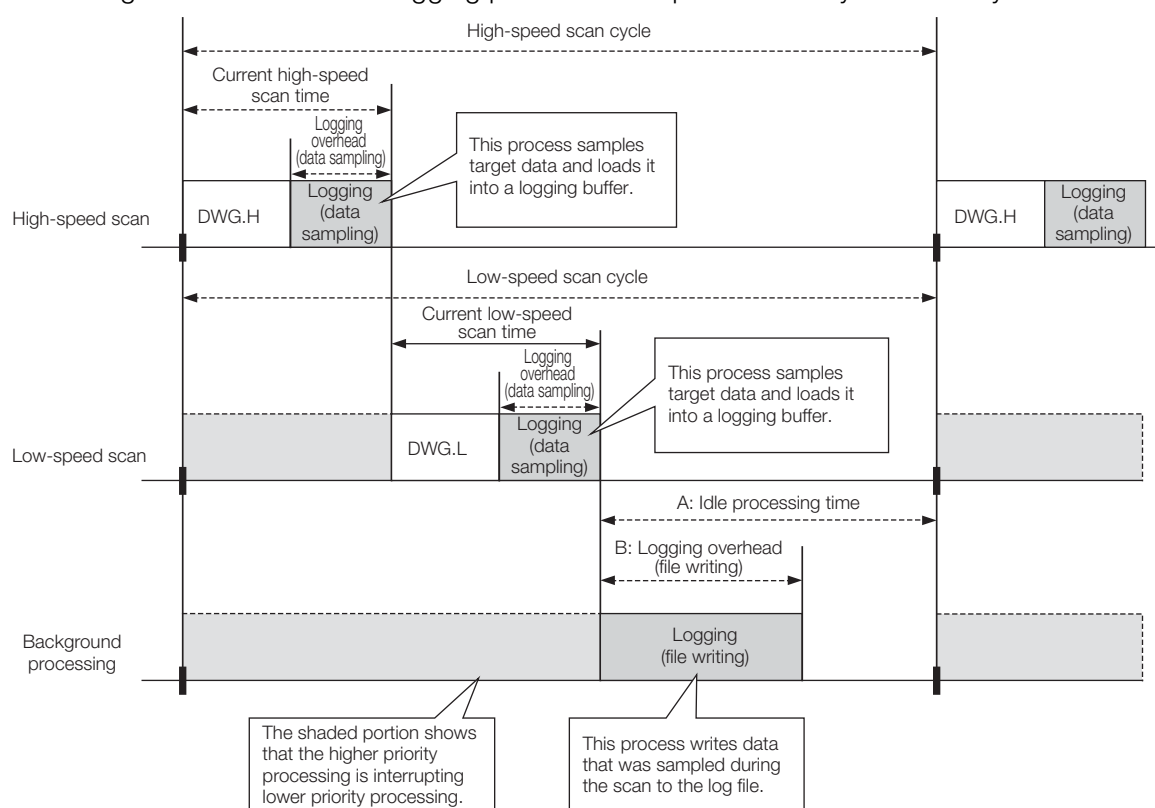 High-speed scan cycle
Current high-speed
scan time
Logging
overhead
(data sampling)
This process samples
target data and loads it
into a logging buffer.
High-speed scan
DWG.H
Logging
(data
sampling)
DWG.H
Logging
(data
sampling)
Low-speed scan cycle
Current low-speed
scan time
Logging
overhead
(data sampling)
This process samples
target data and loads it
into a logging buffer.
Low-speed scan
DWG.L
Logging
(data
sampling)
A: Idle processing time
B: Logging overhead
(file writing)
Background
processing
Logging
(file writing)
The shaded portion shows
that the higher priority
processing is interrupting
lower priority processing.
This process writes data
that was sampled during
the scan to the log file.